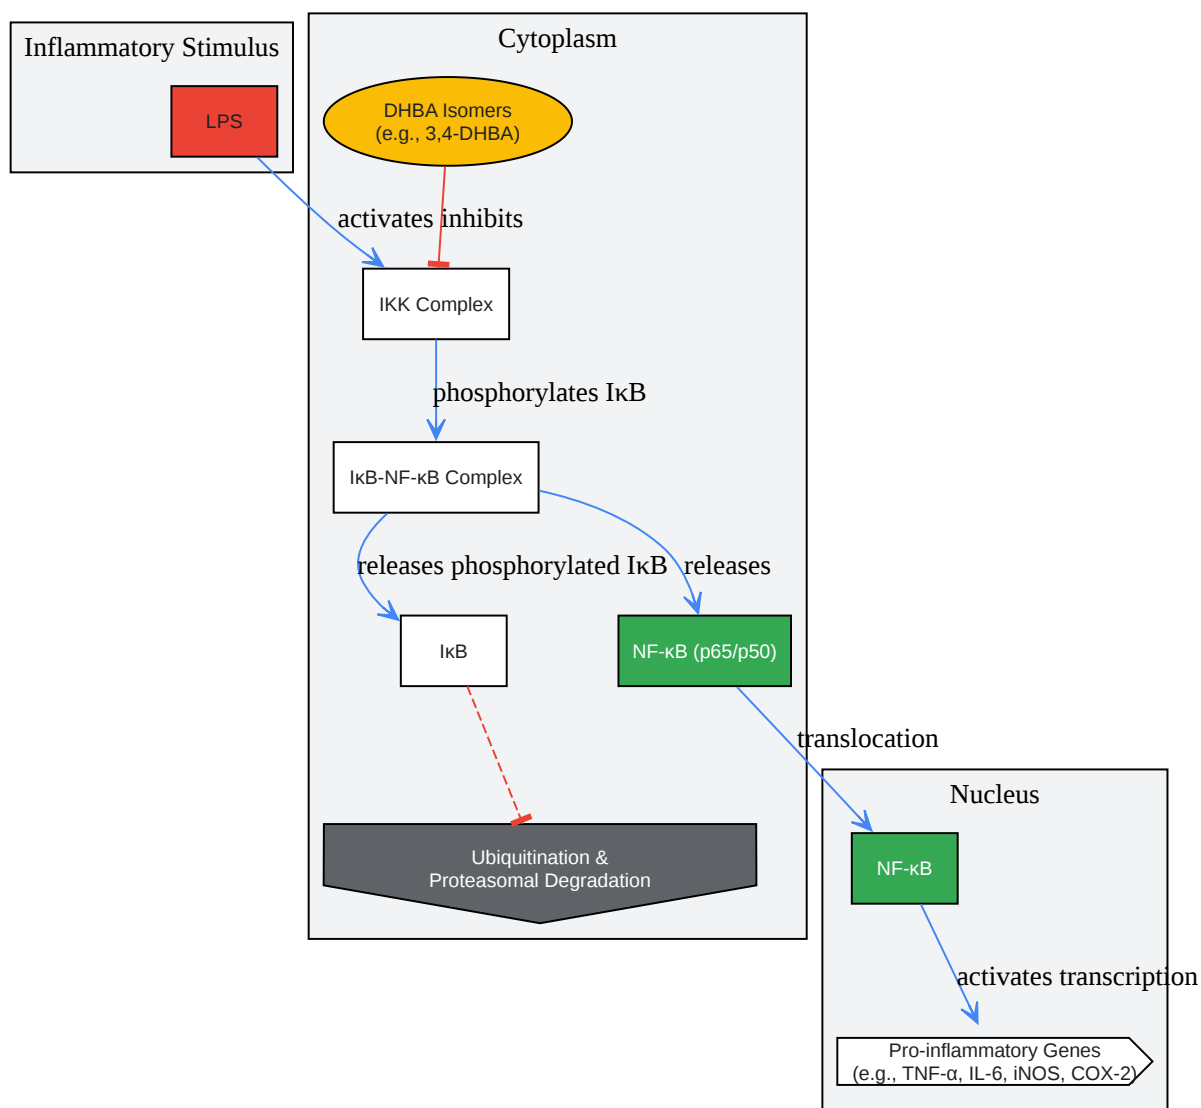 Inflammatory Stimulus
Cytoplasm
LPS
DHBA Isomers
(e.g., 3,4-DHBA)
activates
inhibits
IKK Complex
phosphorylates IκB
IκB-NF-κB Complex
releases phosphorylated IκB
releases
IκB
NF-κB (p65/p50)
translocation
Nucleus
Ubiquitination &
Proteasomal Degradation
NF-κB
activates transcription
Pro-inflammatory Genes
(e.g., TNF-α, IL-6, iNOS, COX-2)